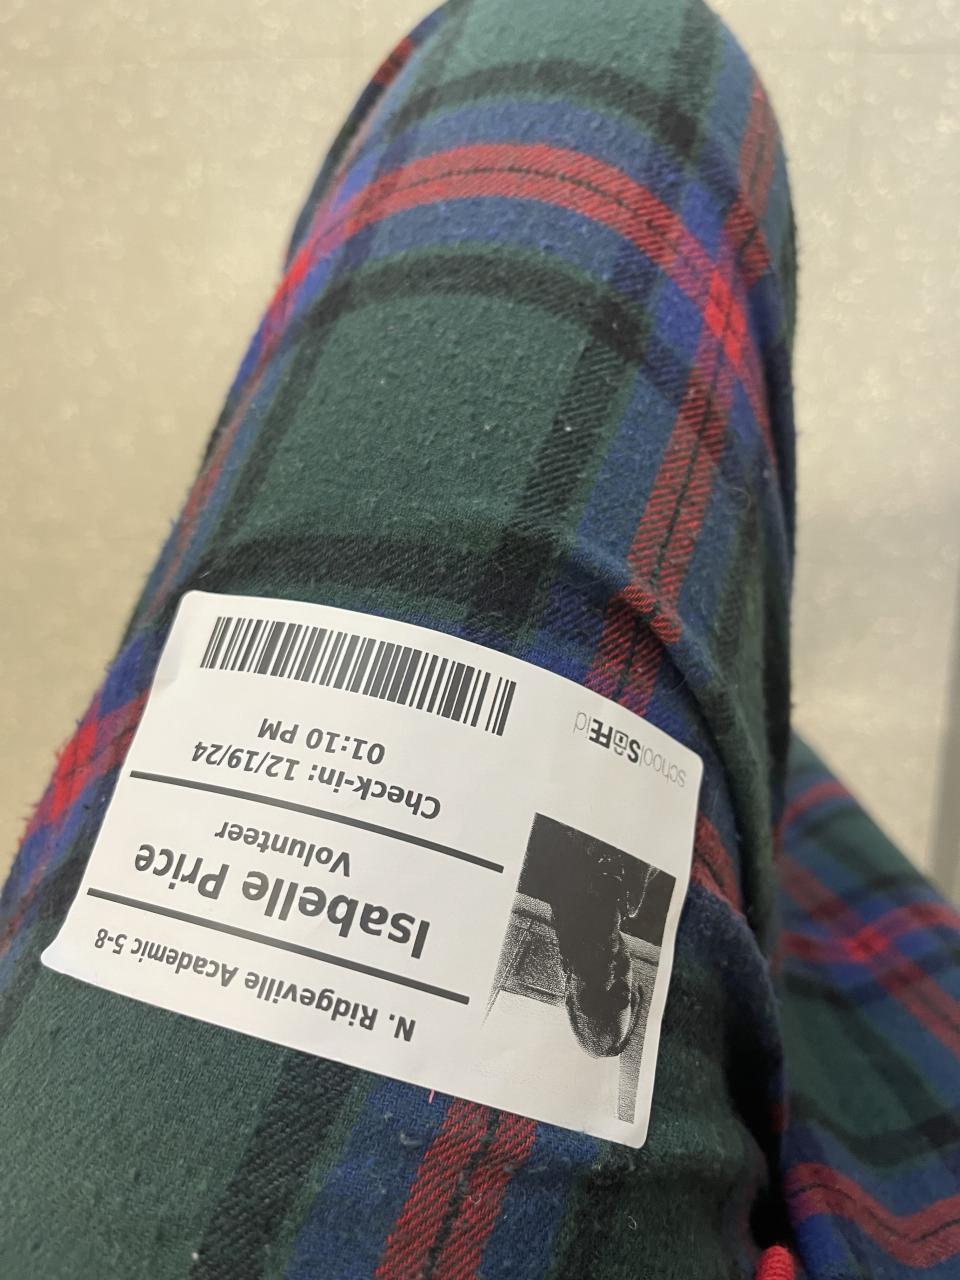 N. Ridgeville Academic 5-8
Isabelle Price
Volunteer
Check-in: 12/19/24
01:10 PM
schoolSAFEid